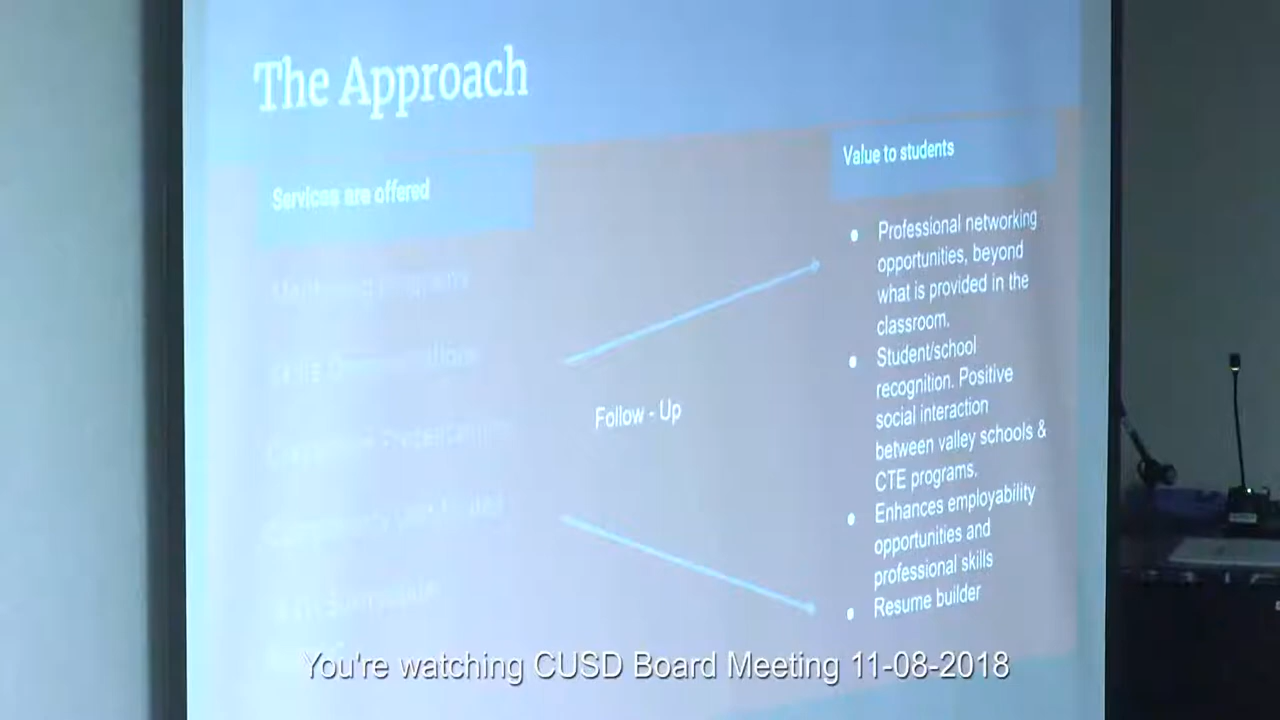 The Approach
Services are offered
Follow - Up
Value to students
Professional networking
opportunities, beyond
what is provided in the
classroom.
Student/school
recognition. Positive
social interaction
between valley schools &
CTE programs.
Enhances employability
opportunities and
professional skills
Resume builder
You're watching CUSD Board Meeting 11-08-2018